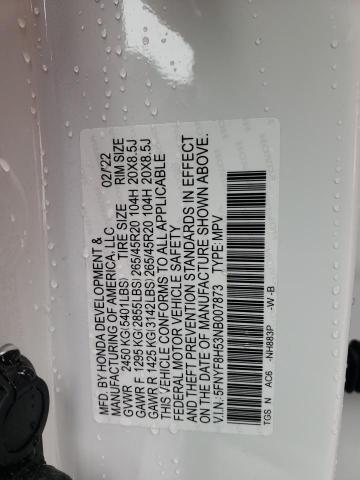 MFD. BY HONDA DEVELOPMENT &
MANUFACTURING OF AMERICA, LLC 02/22
GVWR 2450 KG(5401LBS) TIRE SIZE RIM SIZE
GAWR F 1295 KG(2855LBS) 265/45R20 104H 20X8.5J
GAWR R 1425 KG(3142LBS) 265/45R20 104H 20X8.5J
THIS VEHICLE CONFORMS TO ALL APPLICABLE
FEDERAL MOTOR VEHICLE SAFETY
AND THEFT PREVENTION STANDARDS IN EFFECT
ON THE DATE OF MANUFACTURE SHOWN ABOVE.
V.I.N.: 5FNYF8H53NB007873 TYPE: MPV
TGS N AC6 NH883P -W -B